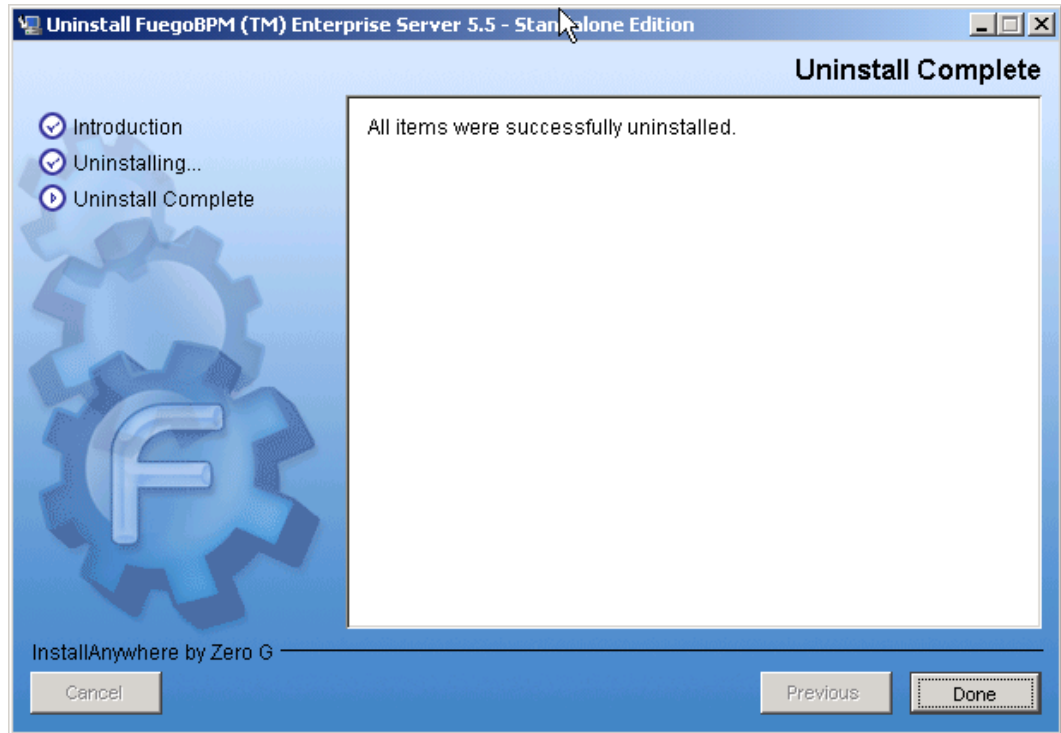 Uninstall FuegoBPM (TM) Enterprise Server 5.5 - Standalone Edition
Uninstall Complete
Introduction
Uninstalling...
Uninstall Complete
All items were successfully uninstalled.
F
InstallAnywhere by Zero G
Cancel
Previous
Done